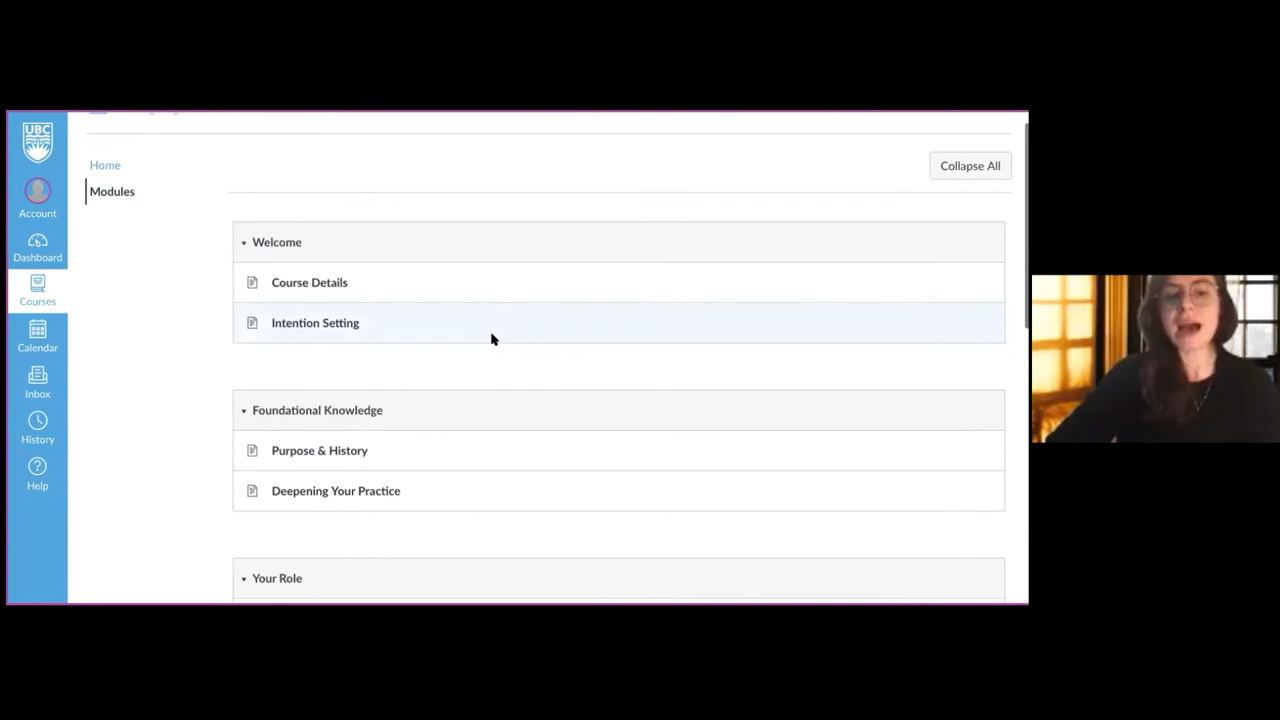 UBC
Account
Dashboard
Courses
Calendar
Inbox
History
Help
Home
Modules
Collapse All
Welcome
Course Details
Intention Setting
Foundational Knowledge
Purpose & History
Deepening Your Practice
Your Role